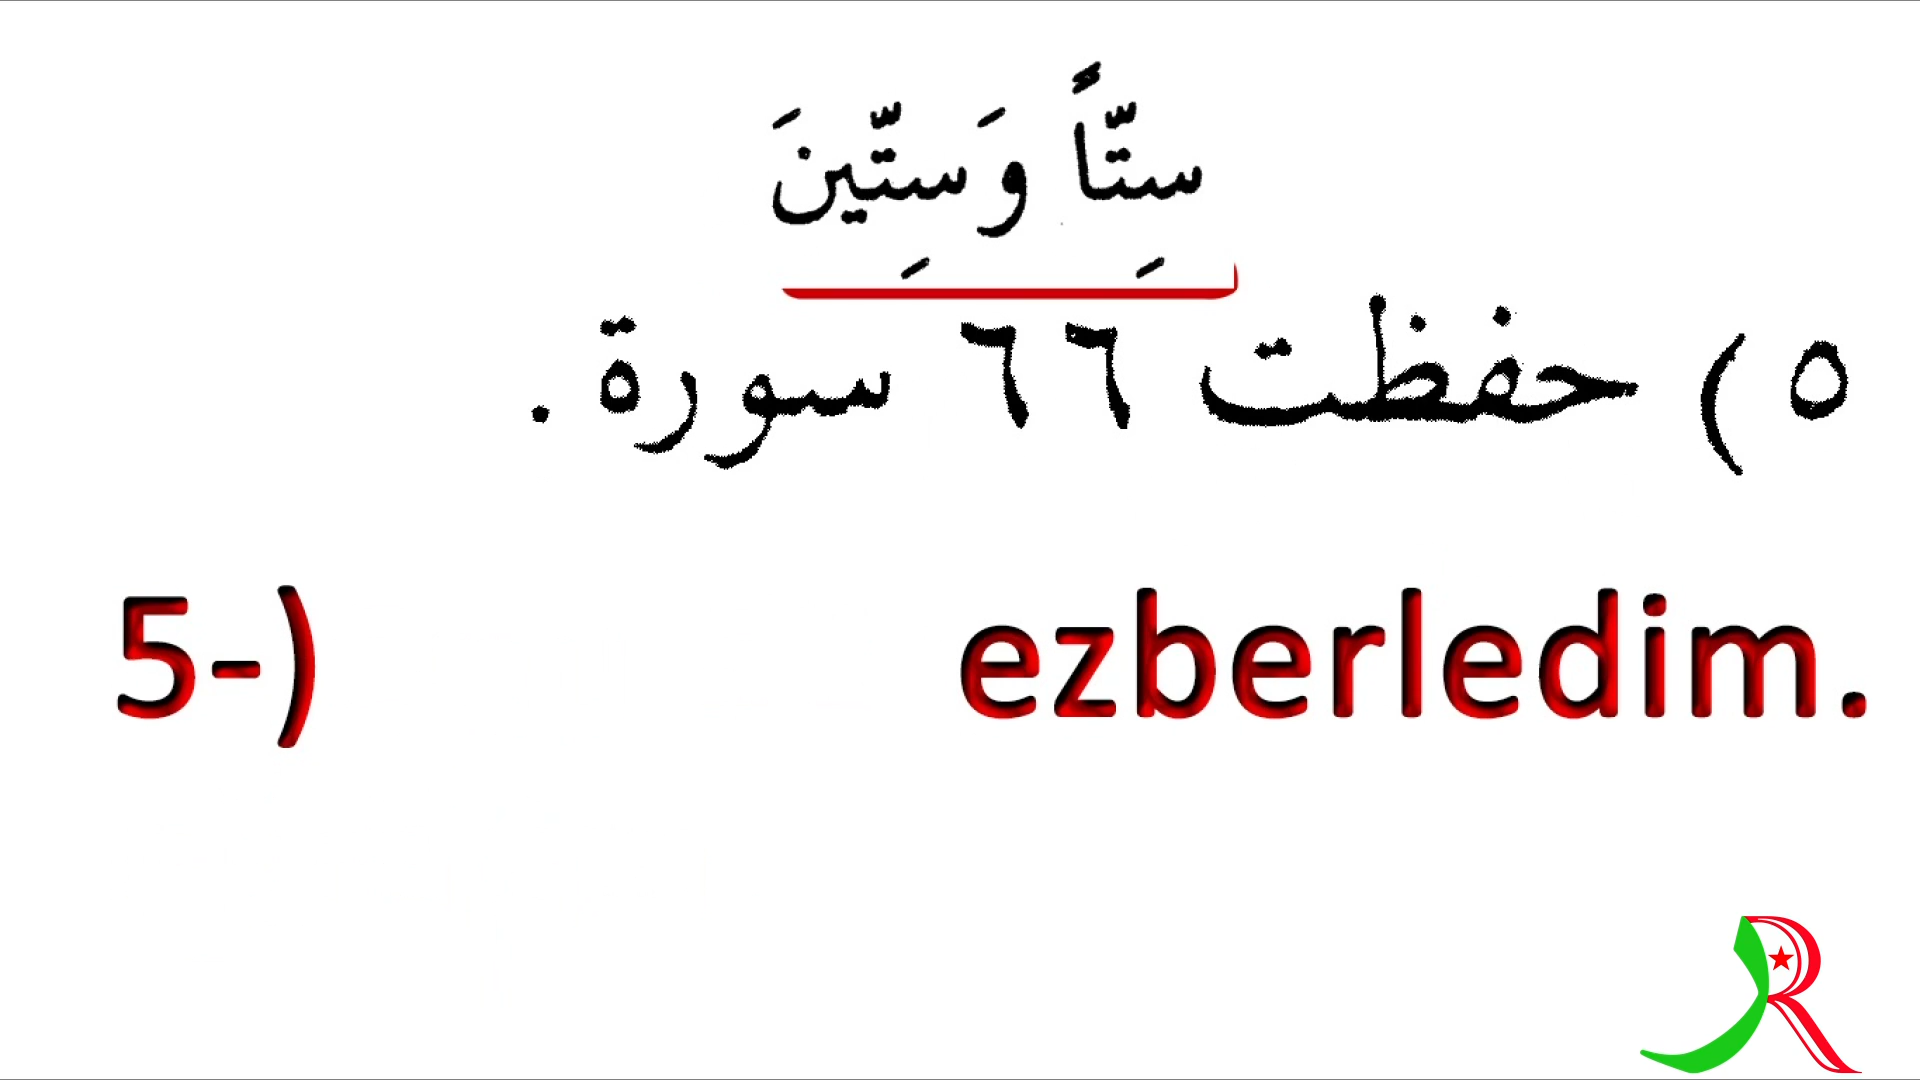 سِتّاً وَسِتِّينَ
٥) حفظت ٦٦ سورة .
5-) ezberledim.